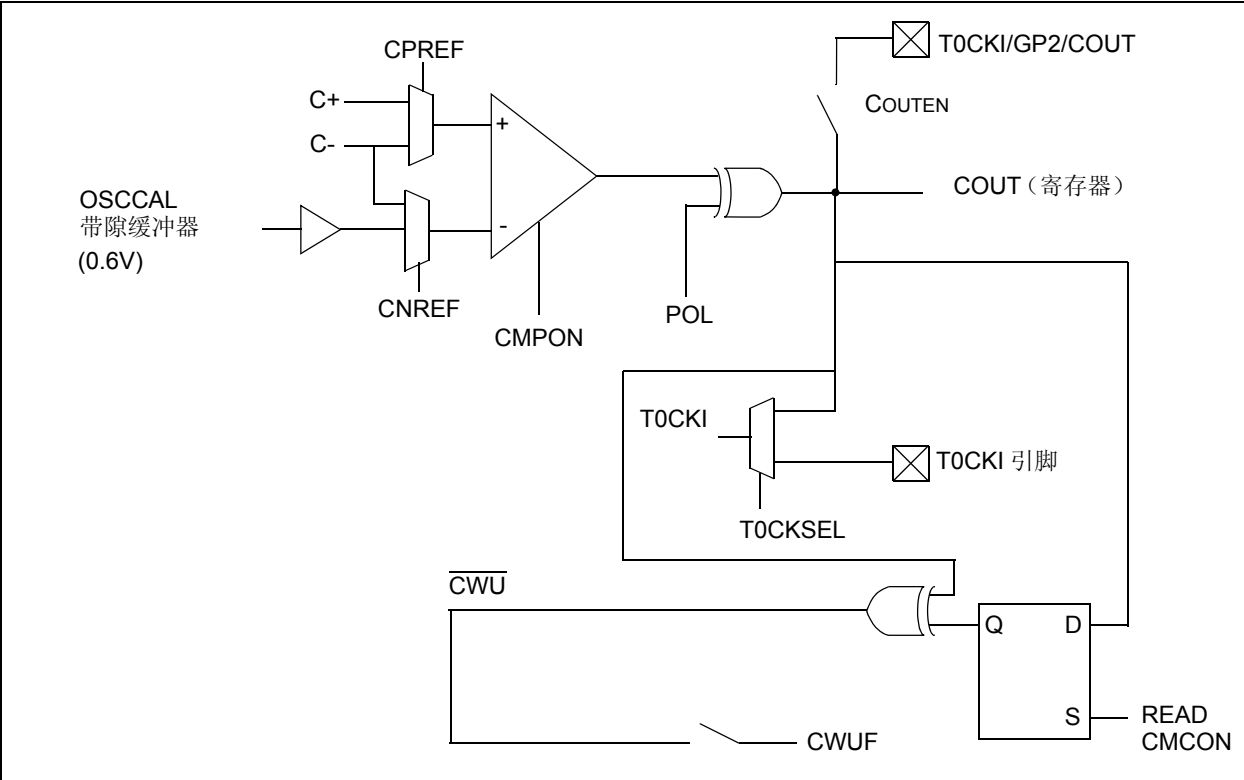 CPREF
T0CKI/GP2/COUT
C+
COUTEN
C-
+
COUT（寄存器）
OSCCAL
带隙缓冲器
(0.6V)
-
CNREF
POL
CMPON
T0CKI
T0CKI 引脚
T0CKSEL
CWU
Q
D
S
READ
CMCON
CWUF